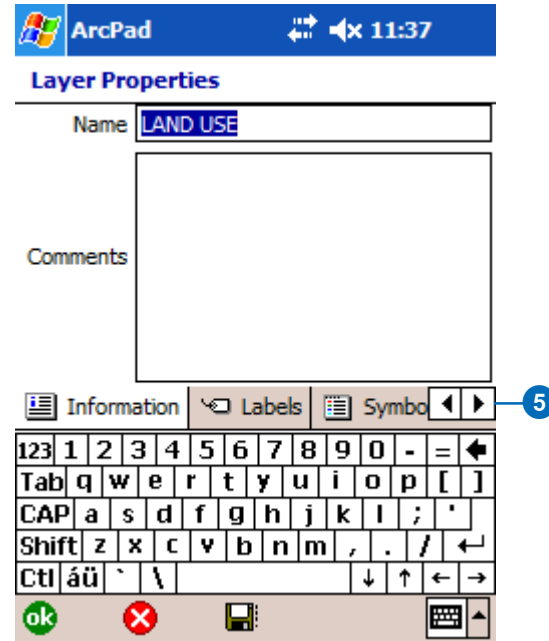 ArcPad 11:37
Layer Properties
Name LAND USE
Comments
Information Labels Symbo
5
123 1 2 3 4 5 6 7 8 9 0 - =
Tab q w e r t y u i o p [ ]
CAP a s d f g h j k l ; '
Shift z x c v b n m , . /
Ctl áü ` \
ok